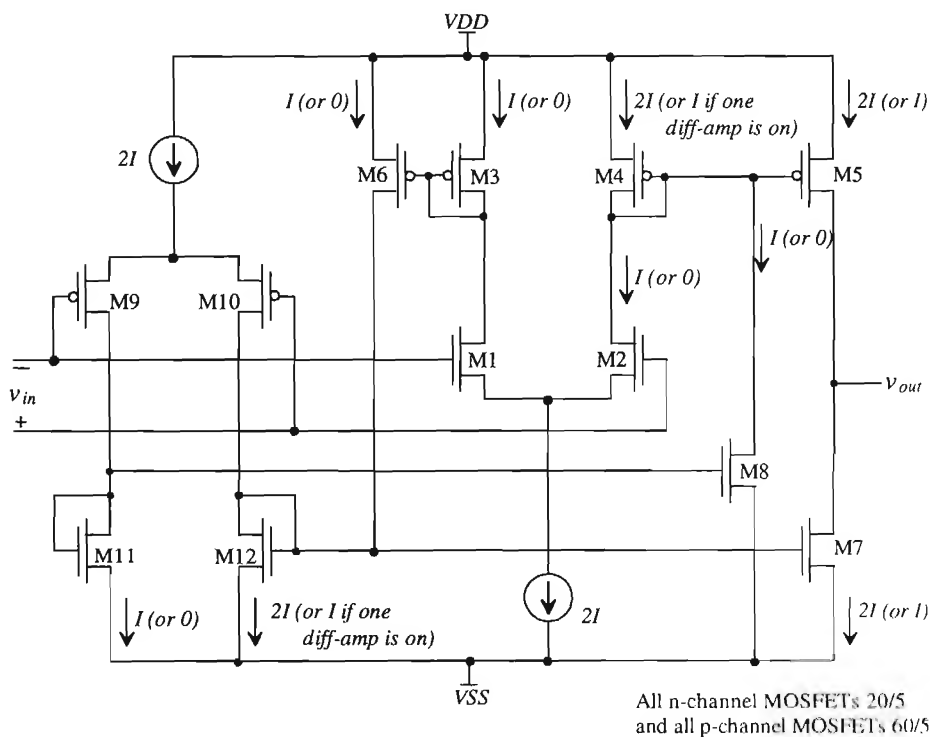 VDD
I (or 0)
I (or 0)
2I (or I if one
diff-amp is on)
2I (or I)
2I
M6
M3
M4
M5
I (or 0)
I (or 0)
M9
M10
M1
M2
−
v_in
+
v_out
M8
M11
M12
M7
I (or 0)
2I (or I if one
diff-amp is on)
2I
2I (or I)
VSS
All n-channel MOSFETs 20/5
and all p-channel MOSFETs 60/5